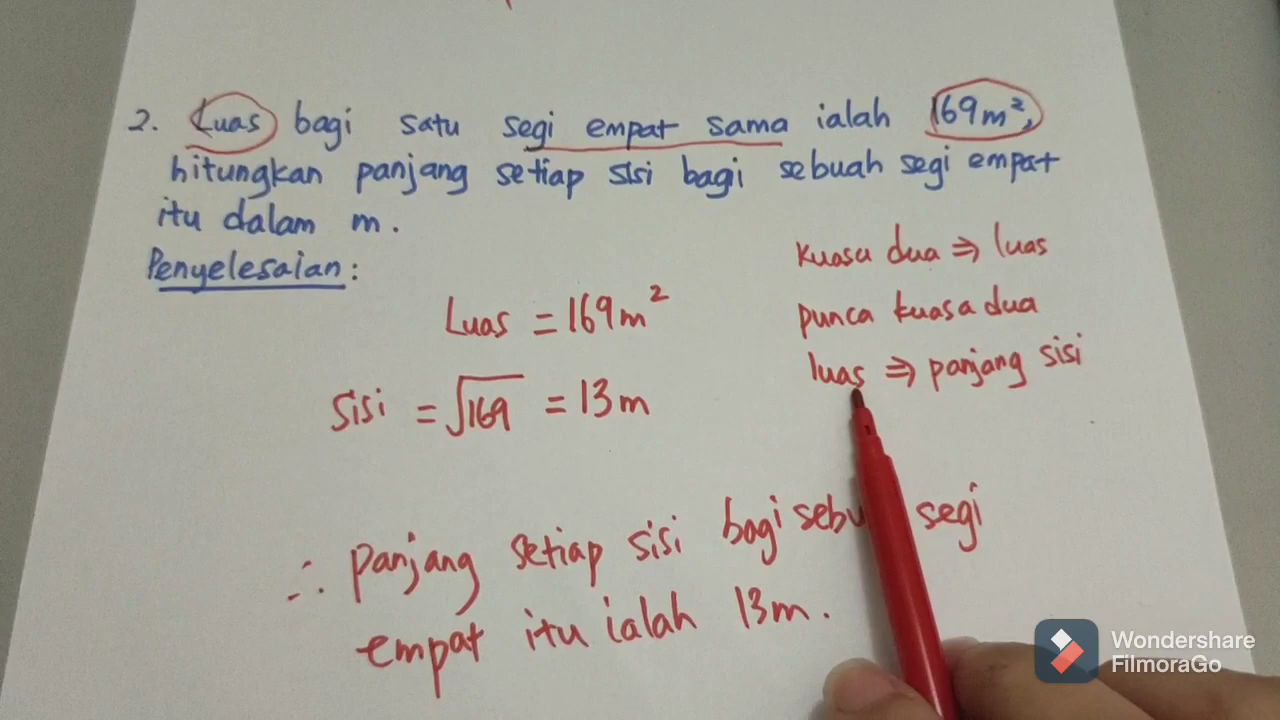 2. Luas bagi satu segi empat sama ialah 169m²,
hitungkan panjang setiap sisi bagi sebuah segi empat
itu dalam m.
Penyelesaian:
Luas = 169m²
Sisi = √169 = 13m
kuasa dua ⇒ luas
punca kuasa dua
luas ⇒ panjang sisi
∴ panjang setiap sisi bagi segi
empat itu ialah 13m.
Wondershare
FilmoraGo